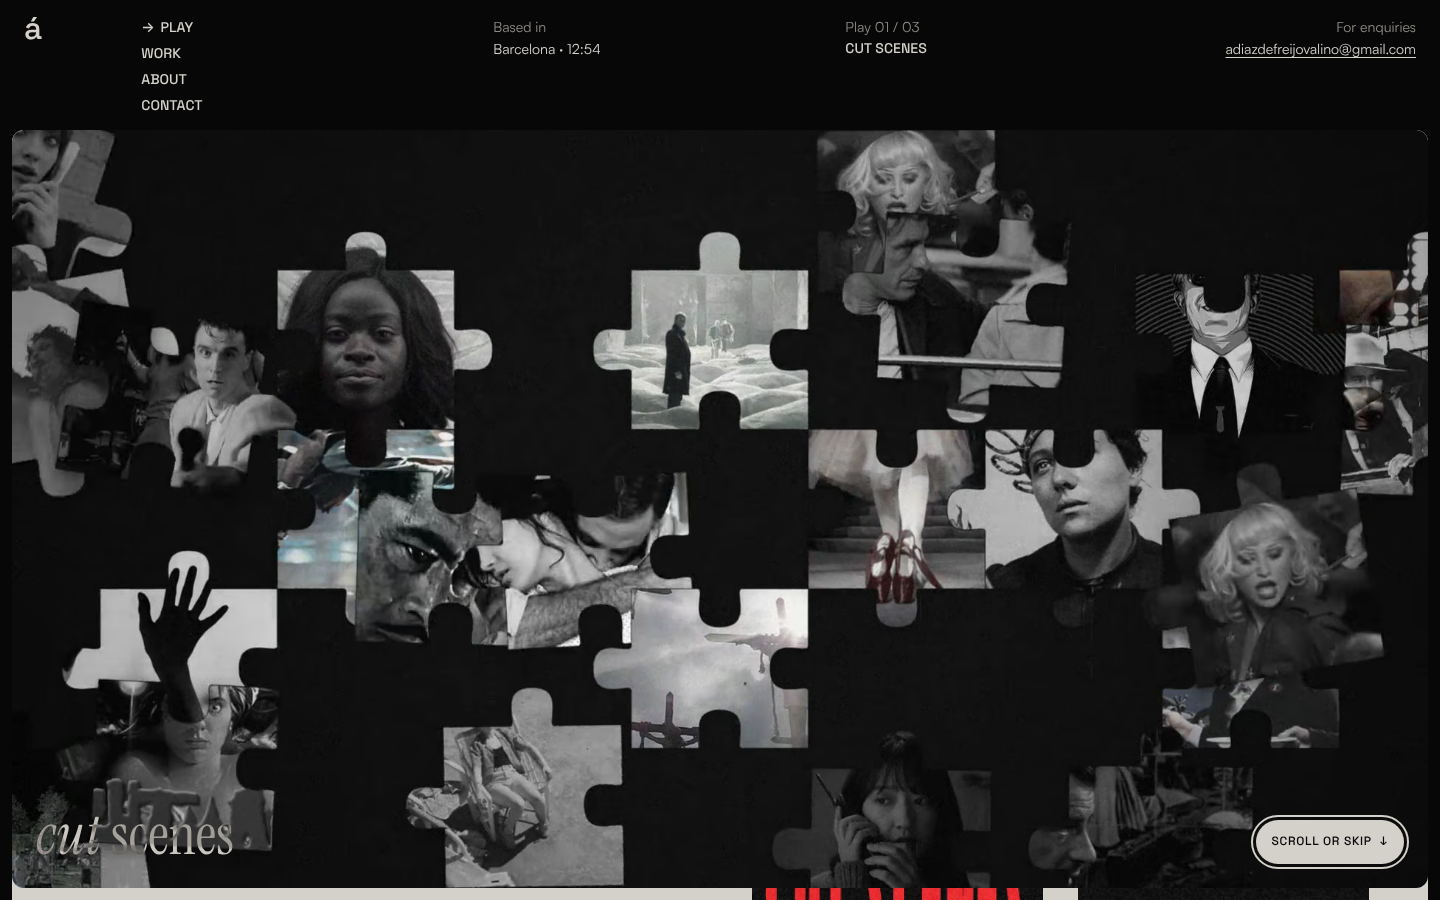 á
→ PLAY
WORK
ABOUT
CONTACT
Based in
Barcelona • 12:54
Play 01 / 03
CUT SCENES
For enquiries
adiazdefreijovalino@gmail.com
cut scenes
SCROLL OR SKIP ↓